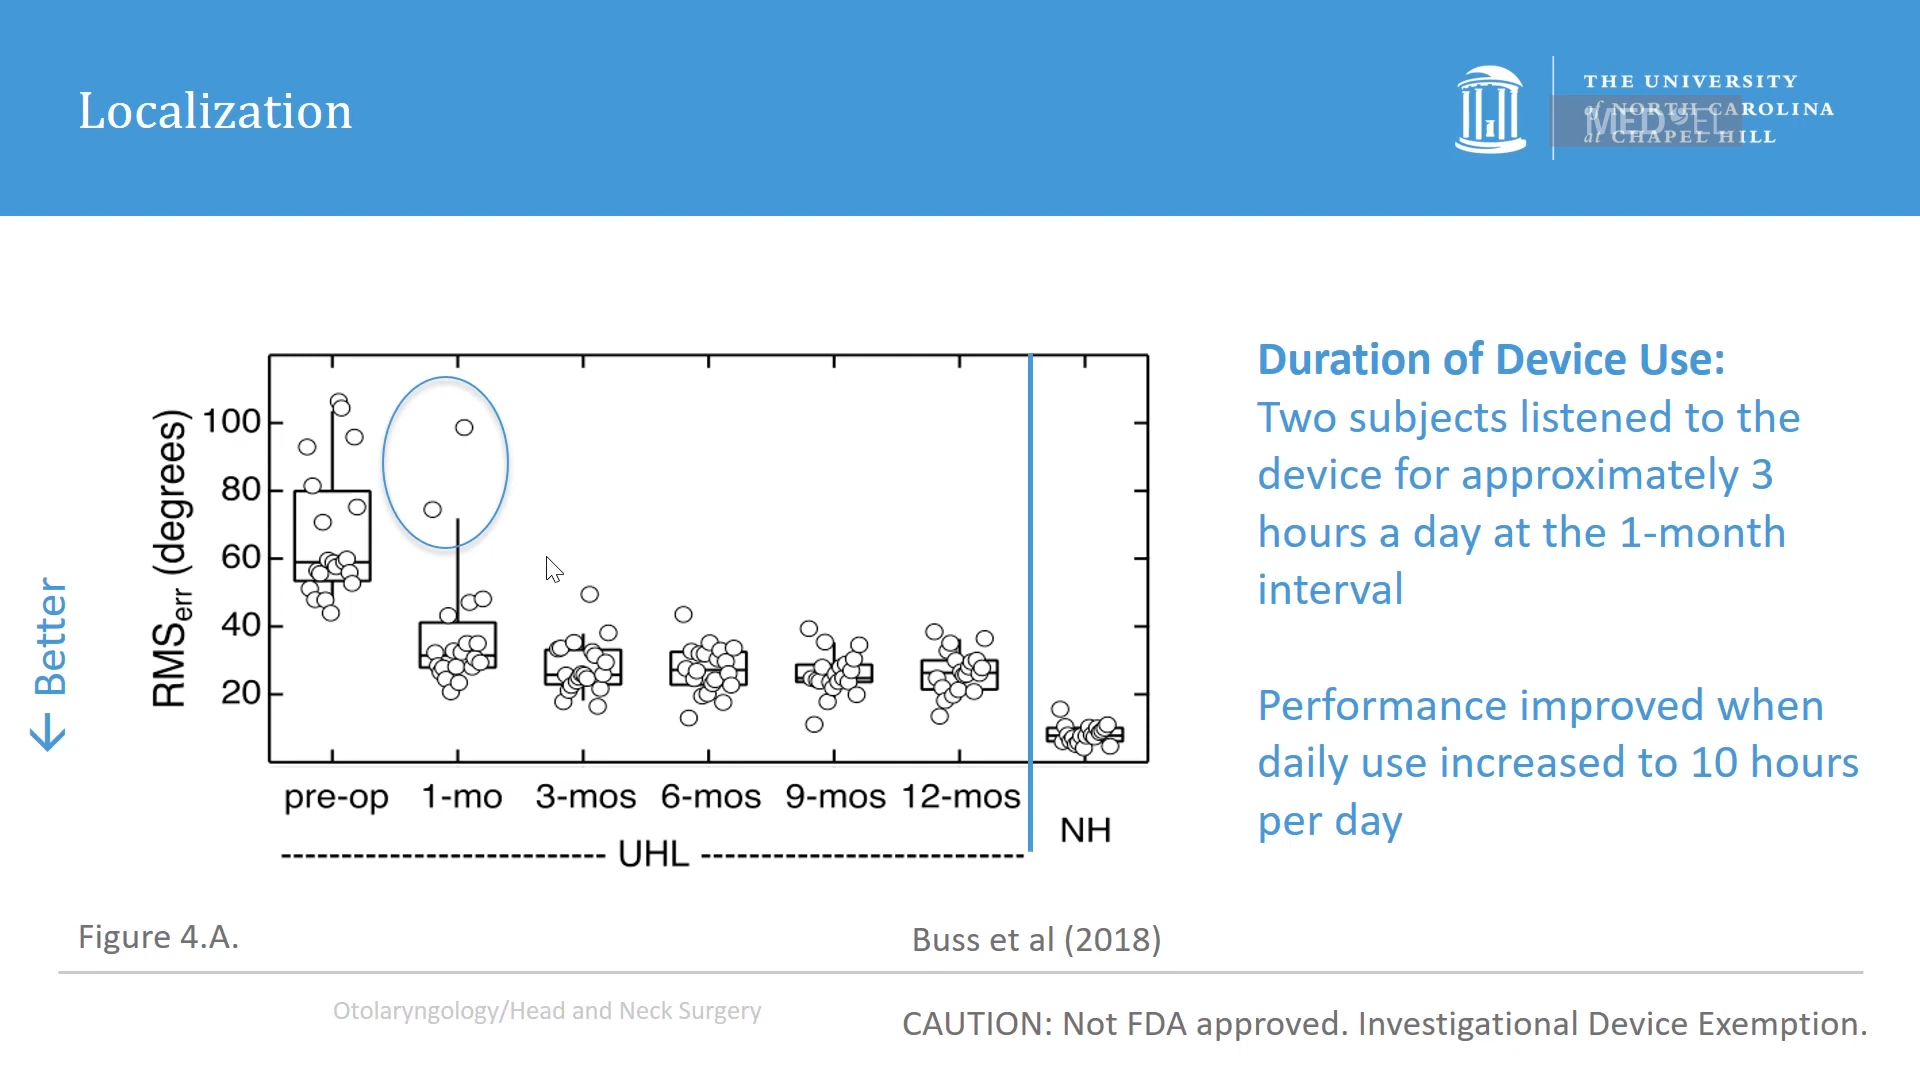 Localization
THE UNIVERSITY
of NORTH CAROLINA
at CHAPEL HILL
MED-EL
Duration of Device Use:
Two subjects listened to the
device for approximately 3
hours a day at the 1-month
interval
Performance improved when
daily use increased to 10 hours
per day
← Better
RMSerr (degrees)
100
80
60
40
20
pre-op 1-mo 3-mos 6-mos 9-mos 12-mos
NH
UHL
Figure 4.A.
Buss et al (2018)
Otolaryngology/Head and Neck Surgery
CAUTION: Not FDA approved. Investigational Device Exemption.